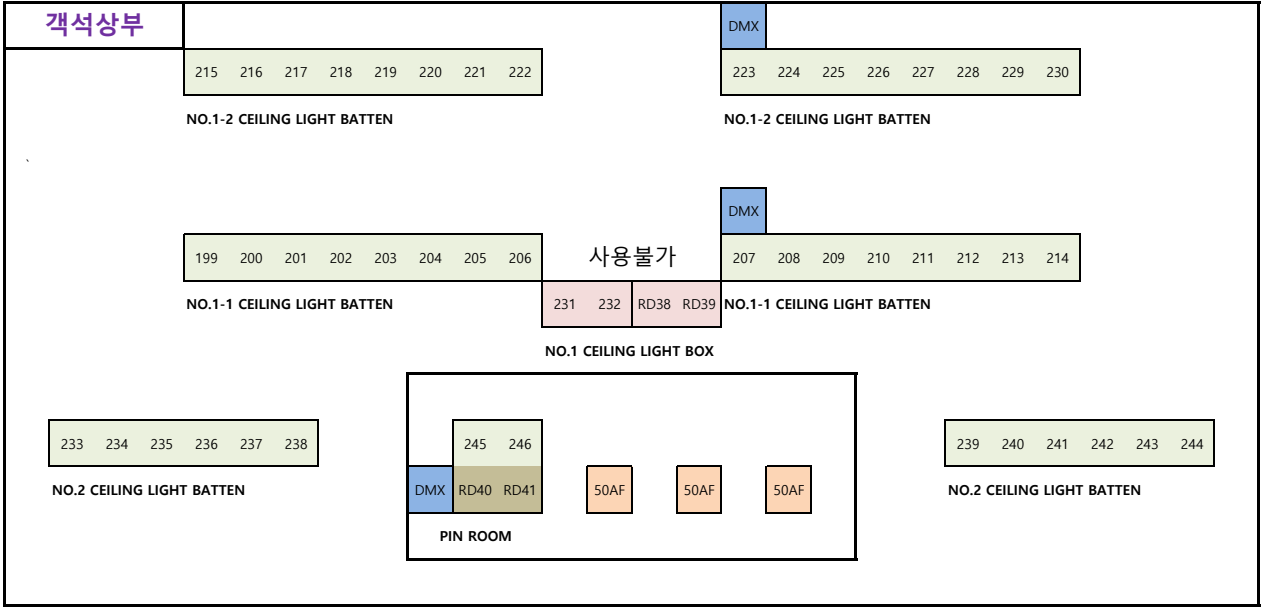 객석상부
DMX
215 216 217 218 219 220 221 222
223 224 225 226 227 228 229 230
NO.1-2 CEILING LIGHT BATTEN
NO.1-2 CEILING LIGHT BATTEN
`
DMX
199 200 201 202 203 204 205 206
사용불가
207 208 209 210 211 212 213 214
NO.1-1 CEILING LIGHT BATTEN
231 232 RD38 RD39
NO.1-1 CEILING LIGHT BATTEN
NO.1 CEILING LIGHT BOX
233 234 235 236 237 238
245 246
239 240 241 242 243 244
NO.2 CEILING LIGHT BATTEN
DMX RD40 RD41
50AF
50AF
50AF
NO.2 CEILING LIGHT BATTEN
PIN ROOM